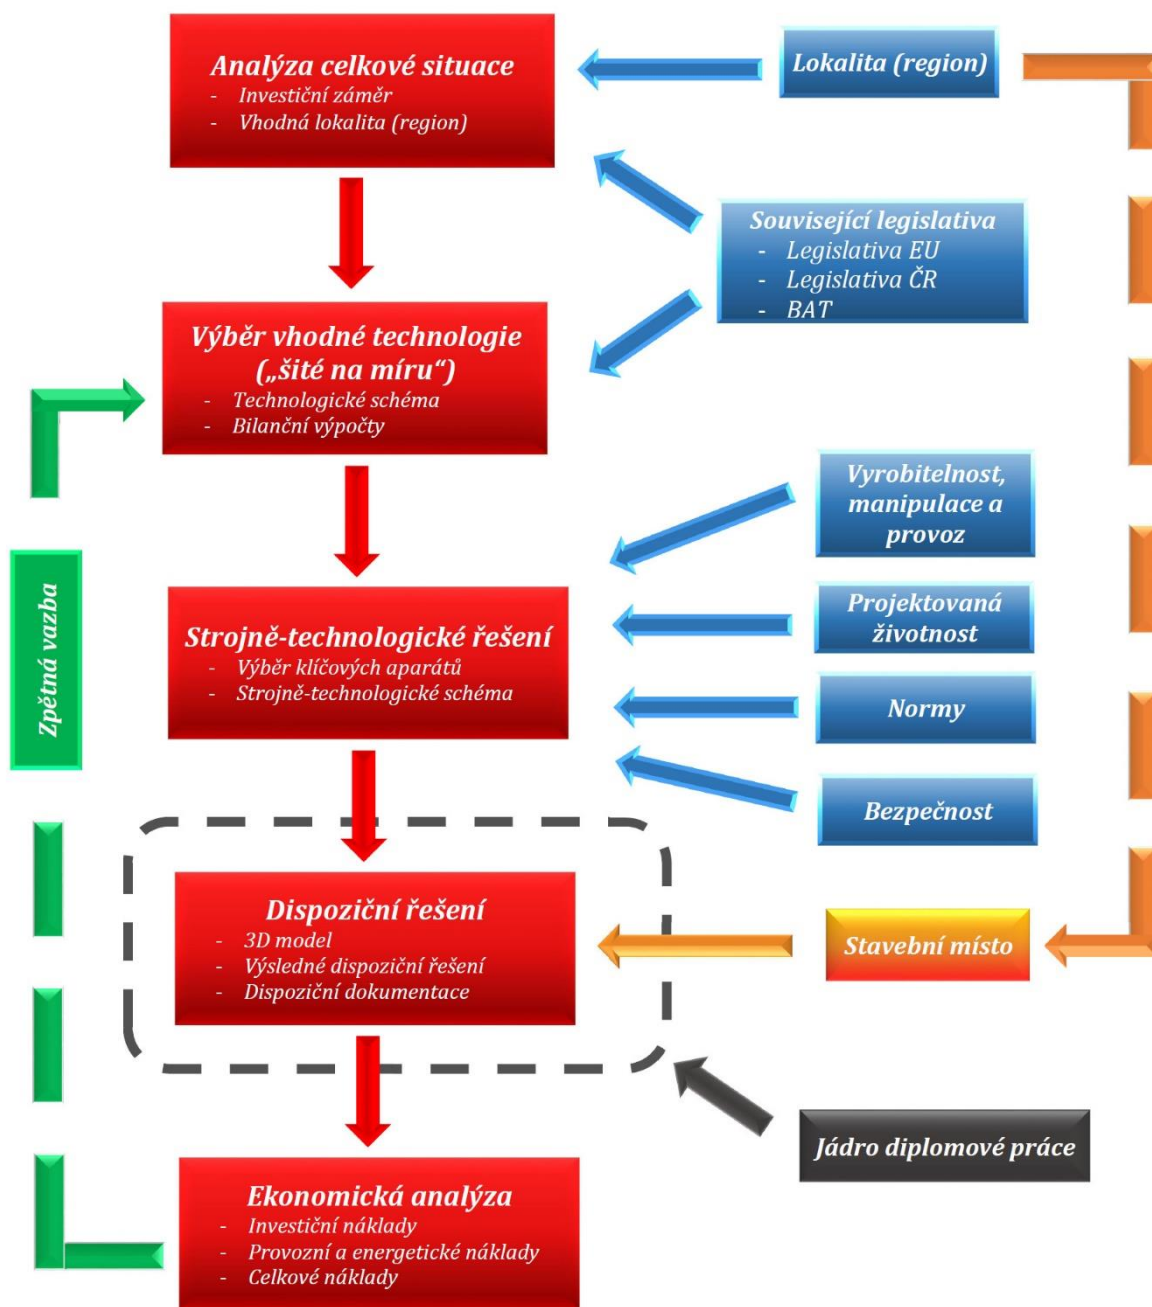 Analýza celkové situace
- Investiční záměr
- Vhodná lokalita (region)
Lokalita (region)
Související legislativa
- Legislativa EU
- Legislativa ČR
- BAT
Výběr vhodné technologie
(„šité na míru“)
- Technologické schéma
- Bilanční výpočty
Vyrobitelnost,
manipulace a
provoz
Zpětná vazba
Strojně-technologické řešení
- Výběr klíčových aparátů
- Strojně-technologické schéma
Projektovaná
životnost
Normy
Bezpečnost
Dispoziční řešení
- 3D model
- Výsledné dispoziční řešení
- Dispoziční dokumentace
Stavební místo
Jádro diplomové práce
Ekonomická analýza
- Investiční náklady
- Provozní a energetické náklady
- Celkové náklady